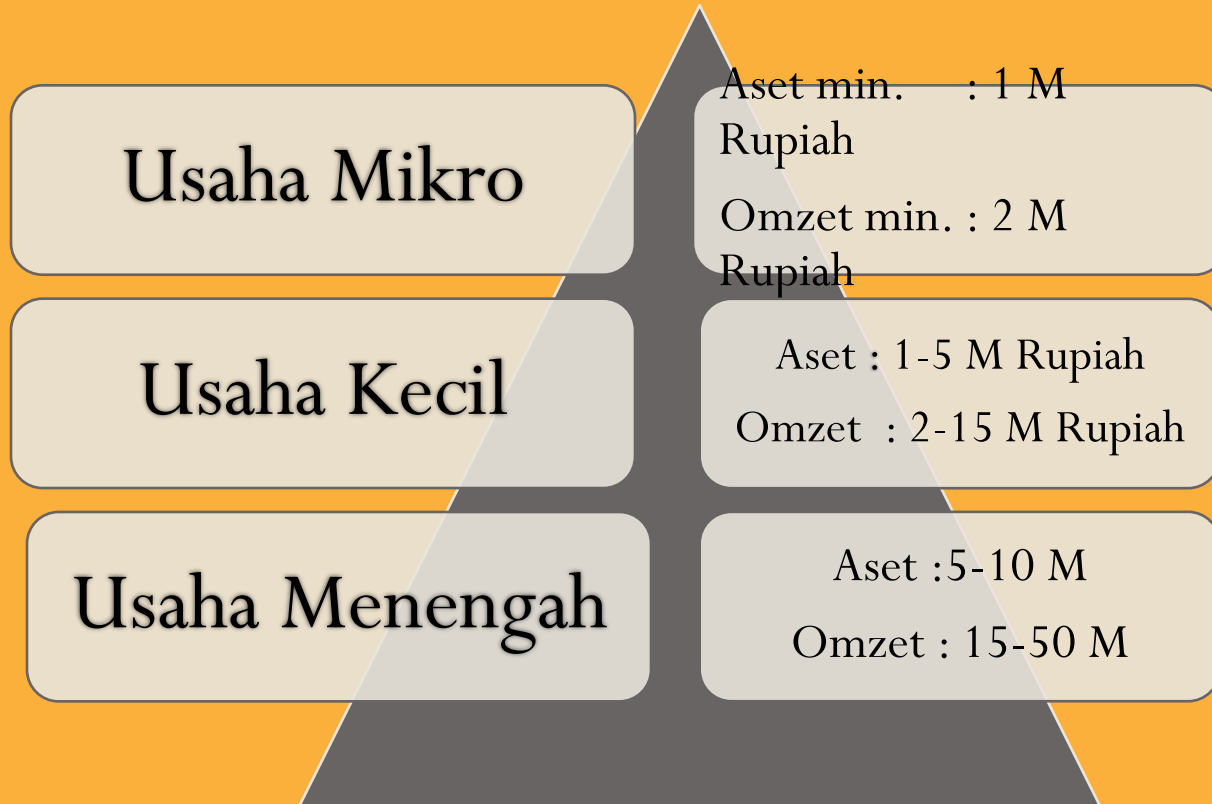 Usaha Mikro
Aset min. : 1 M
Rupiah
Omzet min. : 2 M
Rupiah
Usaha Kecil
Aset : 1-5 M Rupiah
Omzet : 2-15 M Rupiah
Usaha Menengah
Aset :5-10 M
Omzet : 15-50 M